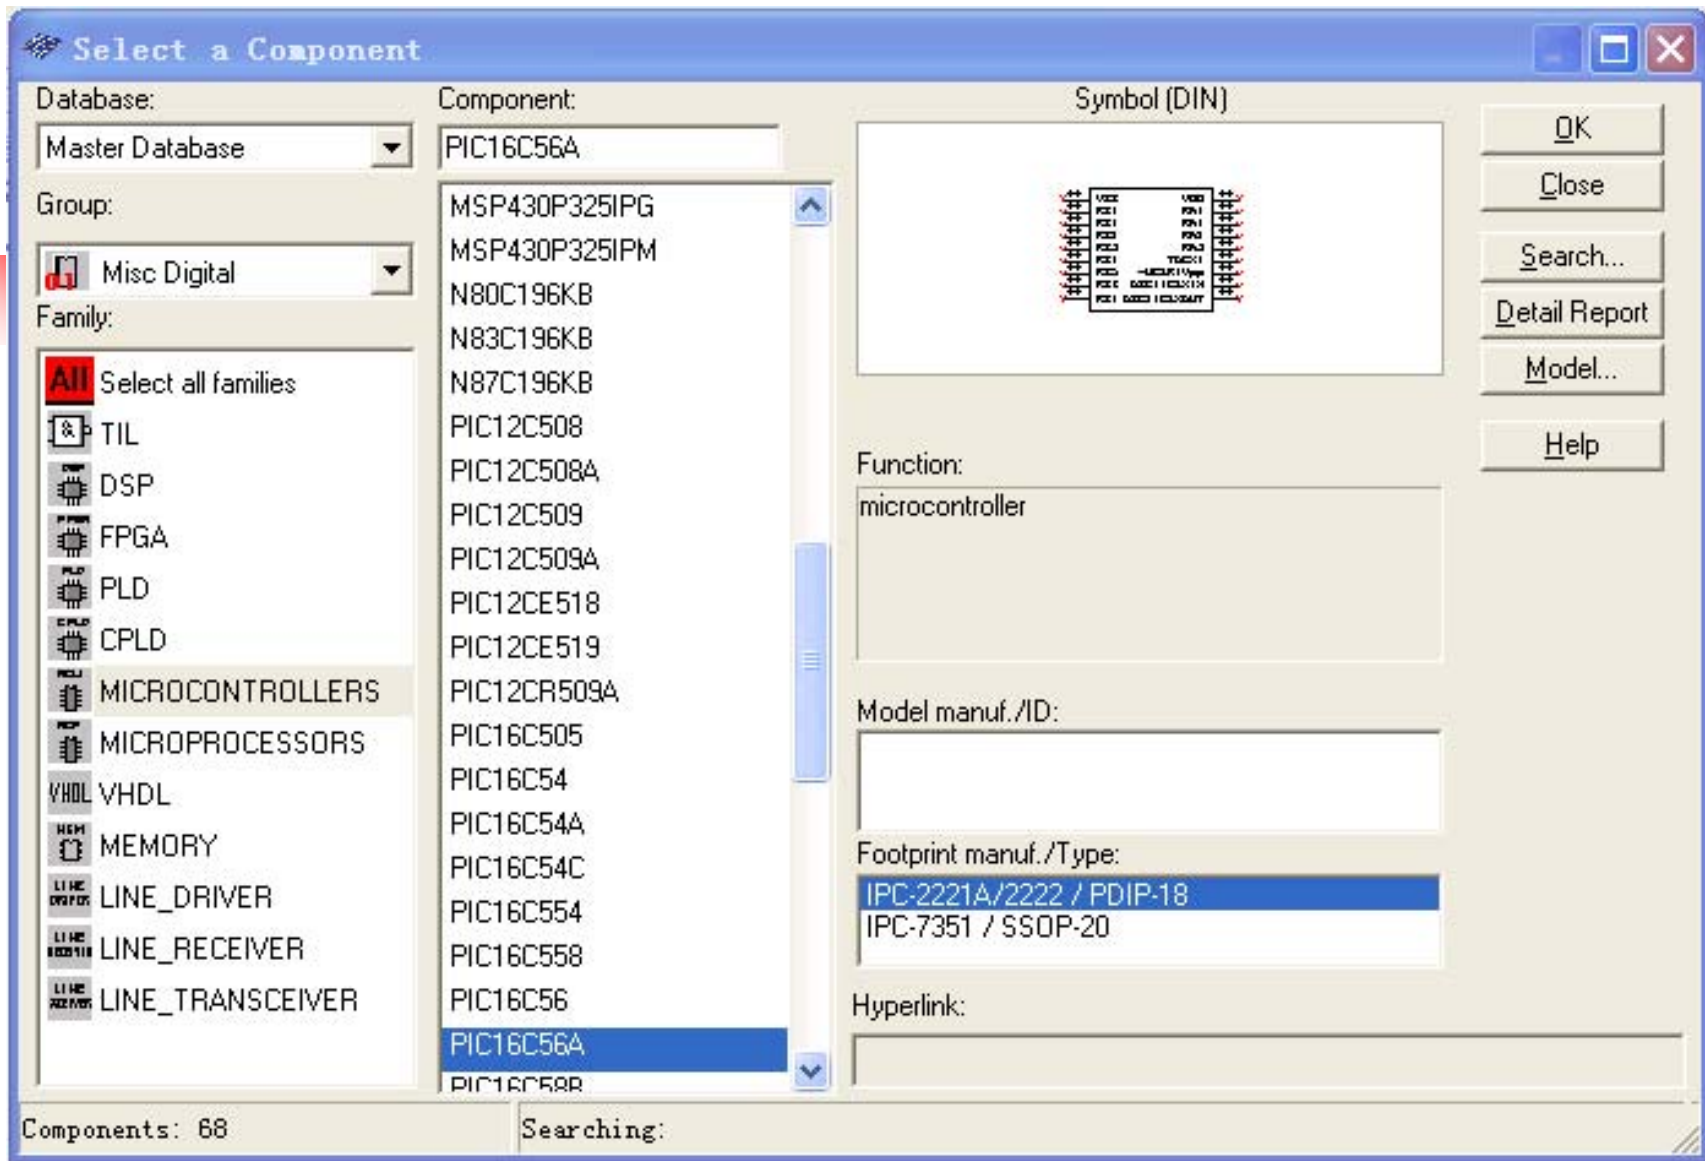 Select a Component
Database:
Master Database
Group:
Misc Digital
Family:
All Select all families
TIL
DSP
FPGA
PLD
CPLD
MICROCONTROLLERS
MICROPROCESSORS
VHDL VHDL
MEMORY
LINE_DRIVER
LINE_RECEIVER
LINE_TRANSCEIVER
Component:
PIC16C56A
MSP430P325IPG
MSP430P325IPM
N80C196KB
N83C196KB
N87C196KB
PIC12C508
PIC12C508A
PIC12C509
PIC12C509A
PIC12CE518
PIC12CE519
PIC12CR509A
PIC16C505
PIC16C54
PIC16C54A
PIC16C54C
PIC16C554
PIC16C558
PIC16C56
PIC16C56A
PIC16C58B
Symbol (DIN)
Function:
microcontroller
Model manuf./ID:
Footprint manuf./Type:
IPC-2221A/2222 / PDIP-18
IPC-7351 / SSOP-20
Hyperlink:
OK
Close
Search...
Detail Report
Model...
Help
Components: 68
Searching: